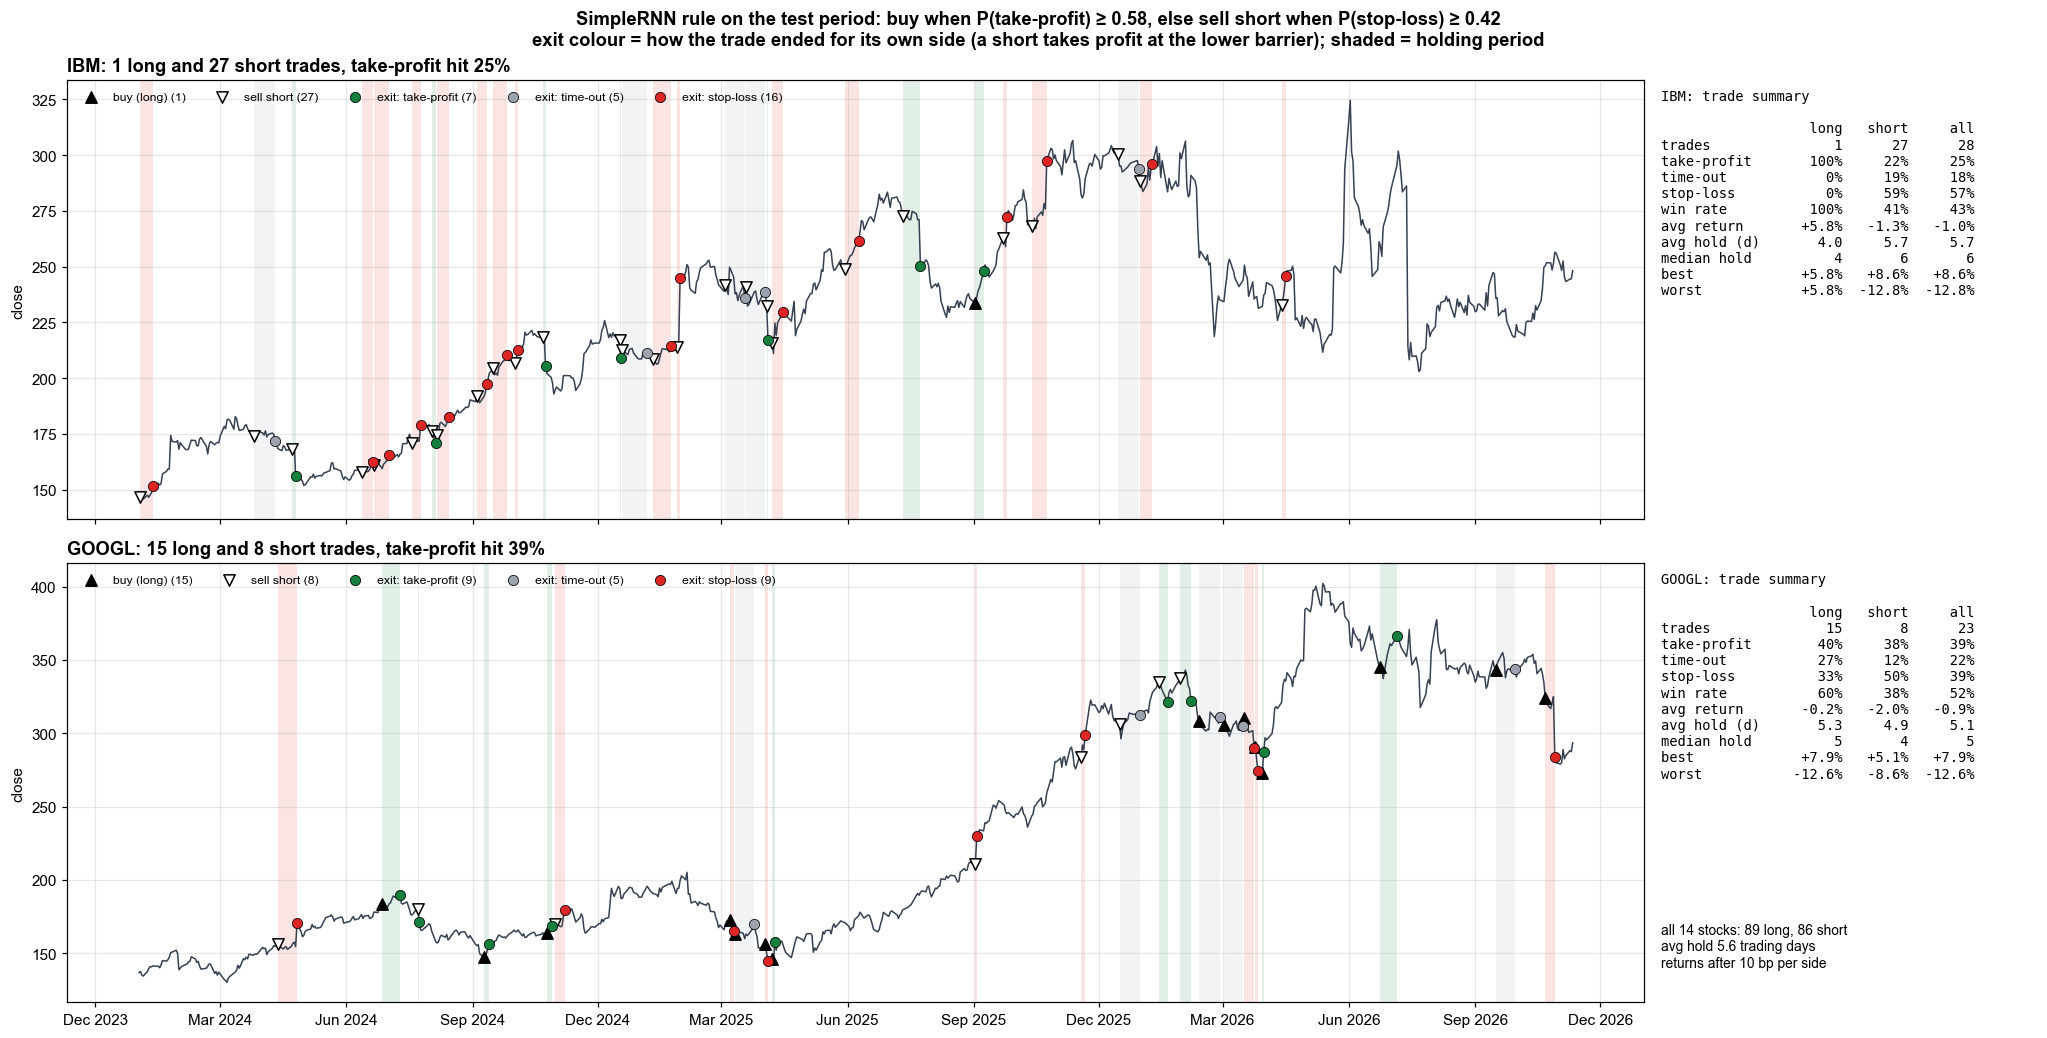 SimpleRNN rule on the test period: buy when P(take-profit) ≥ 0.58, else sell short when P(stop-loss) ≥ 0.42
exit colour = how the trade ended for its own side (a short takes profit at the lower barrier); shaded = holding period
IBM: 1 long and 27 short trades, take-profit hit 25%
buy (long) (1)
sell short (27)
exit: take-profit (7)
exit: time-out (5)
exit: stop-loss (16)
close
325
300
275
250
225
200
175
150
IBM: trade summary
long short all
trades 1 27 28
take-profit 100% 22% 25%
time-out 0% 19% 18%
stop-loss 0% 59% 57%
win rate 100% 41% 43%
avg return +5.8% -1.3% -1.0%
avg hold (d) 4.0 5.7 5.7
median hold 4 6 6
best +5.8% +8.6% +8.6%
worst +5.8% -12.8% -12.8%
GOOGL: 15 long and 8 short trades, take-profit hit 39%
buy (long) (15)
sell short (8)
exit: take-profit (9)
exit: time-out (5)
exit: stop-loss (9)
close
400
350
300
250
200
150
Dec 2023
Mar 2024
Jun 2024
Sep 2024
Dec 2024
Mar 2025
Jun 2025
Sep 2025
Dec 2025
Mar 2026
Jun 2026
Sep 2026
Dec 2026
GOOGL: trade summary
long short all
trades 15 8 23
take-profit 40% 38% 39%
time-out 27% 12% 22%
stop-loss 33% 50% 39%
win rate 60% 38% 52%
avg return -0.2% -2.0% -0.9%
avg hold (d) 5.3 4.9 5.1
median hold 5 4 5
best +7.9% +5.1% +7.9%
worst -12.6% -8.6% -12.6%
all 14 stocks: 89 long, 86 short
avg hold 5.6 trading days
returns after 10 bp per side